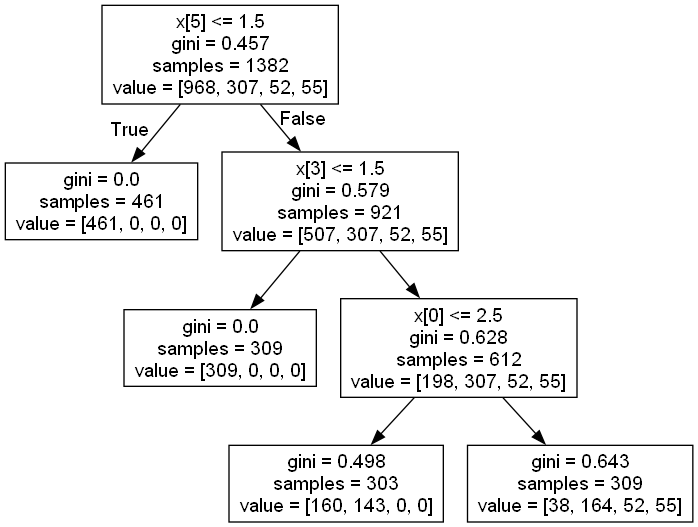 x[5] <= 1.5
gini = 0.457
samples = 1382
value = [968, 307, 52, 55]
True
False
gini = 0.0
samples = 461
value = [461, 0, 0, 0]
x[3] <= 1.5
gini = 0.579
samples = 921
value = [507, 307, 52, 55]
gini = 0.0
samples = 309
value = [309, 0, 0, 0]
x[0] <= 2.5
gini = 0.628
samples = 612
value = [198, 307, 52, 55]
gini = 0.498
samples = 303
value = [160, 143, 0, 0]
gini = 0.643
samples = 309
value = [38, 164, 52, 55]